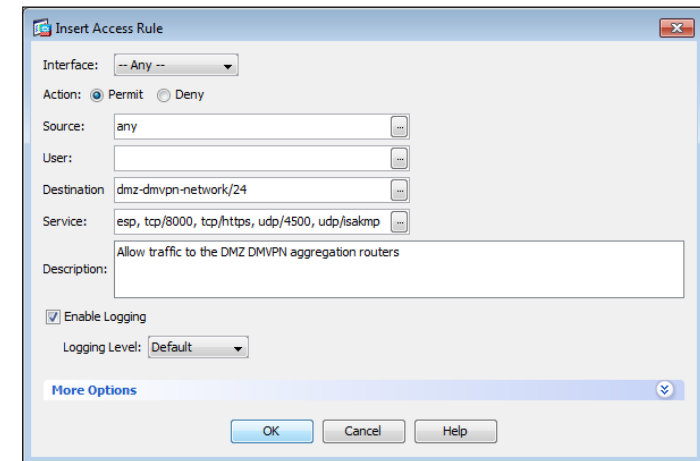 Insert Access Rule
Interface: -- Any --
Action: Permit Deny
Source: any ...
User: ...
Destination dmz-dmvpn-network/24 ...
Service: esp, tcp/8000, tcp/https, udp/4500, udp/isakmp ...
Description: Allow traffic to the DMZ DMVPN aggregation routers
Enable Logging
Logging Level: Default
More Options
OK Cancel Help